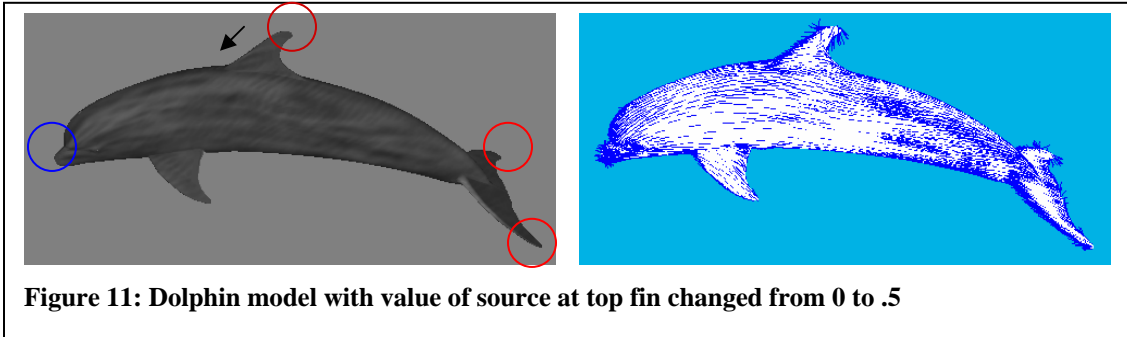 Figure 11: Dolphin model with value of source at top fin changed from 0 to .5